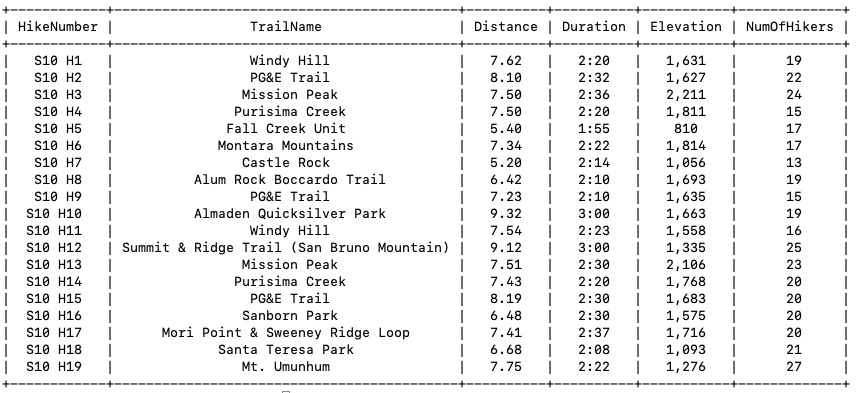 | HikeNumber | TrailName | Distance | Duration | Elevation | NumOfHikers |
| S10 H1 | Windy Hill | 7.62 | 2:20 | 1,631 | 19 |
| S10 H2 | PG&E Trail | 8.10 | 2:32 | 1,627 | 22 |
| S10 H3 | Mission Peak | 7.50 | 2:36 | 2,211 | 24 |
| S10 H4 | Purisima Creek | 7.50 | 2:20 | 1,811 | 15 |
| S10 H5 | Fall Creek Unit | 5.40 | 1:55 | 810 | 17 |
| S10 H6 | Montara Mountains | 7.34 | 2:22 | 1,814 | 17 |
| S10 H7 | Castle Rock | 5.20 | 2:14 | 1,056 | 13 |
| S10 H8 | Alum Rock Boccardo Trail | 6.42 | 2:10 | 1,693 | 19 |
| S10 H9 | PG&E Trail | 7.23 | 2:10 | 1,635 | 15 |
| S10 H10 | Almaden Quicksilver Park | 9.32 | 3:00 | 1,663 | 19 |
| S10 H11 | Windy Hill | 7.54 | 2:23 | 1,558 | 16 |
| S10 H12 | Summit & Ridge Trail (San Bruno Mountain) | 9.12 | 3:00 | 1,335 | 25 |
| S10 H13 | Mission Peak | 7.51 | 2:30 | 2,106 | 23 |
| S10 H14 | Purisima Creek | 7.43 | 2:20 | 1,768 | 20 |
| S10 H15 | PG&E Trail | 8.19 | 2:30 | 1,683 | 20 |
| S10 H16 | Sanborn Park | 6.48 | 2:30 | 1,575 | 20 |
| S10 H17 | Mori Point & Sweeney Ridge Loop | 7.41 | 2:37 | 1,716 | 20 |
| S10 H18 | Santa Teresa Park | 6.68 | 2:08 | 1,093 | 21 |
| S10 H19 | Mt. Umunhum | 7.75 | 2:22 | 1,276 | 27 |